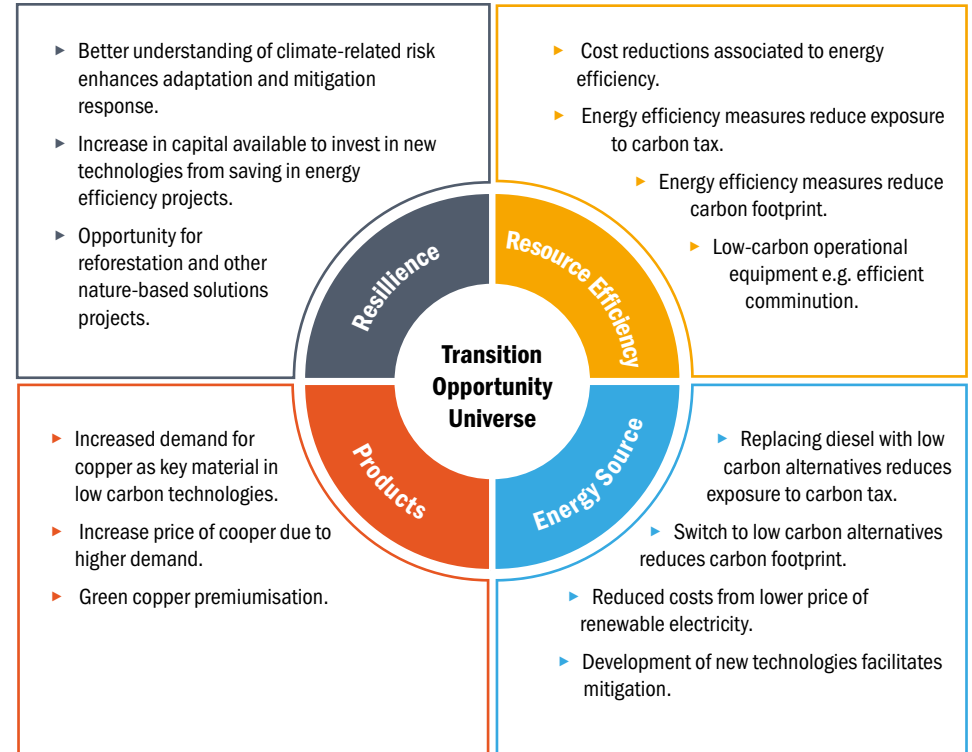 Better understanding of climate-related risk
enhances adaptation and mitigation
response.
Increase in capital available to invest in new
technologies from saving in energy
efficiency projects.
Opportunity for
reforestation and other
nature-based solutions
projects.
Cost reductions associated to energy
efficiency.
Energy efficiency measures reduce exposure
to carbon tax.
Energy efficiency measures reduce
carbon footprint.
Low-carbon operational
equipment e.g. efficient
comminution.
Resillience
Resource Efficiency
Transition
Opportunity
Universe
Products
Energy Source
Increased demand for
copper as key material in
low carbon technologies.
Increase price of cooper due to
higher demand.
Green copper premiumisation.
Replacing diesel with low
carbon alternatives reduces
exposure to carbon tax.
Switch to low carbon alternatives
reduces carbon footprint.
Reduced costs from lower price of
renewable electricity.
Development of new technologies facilitates
mitigation.